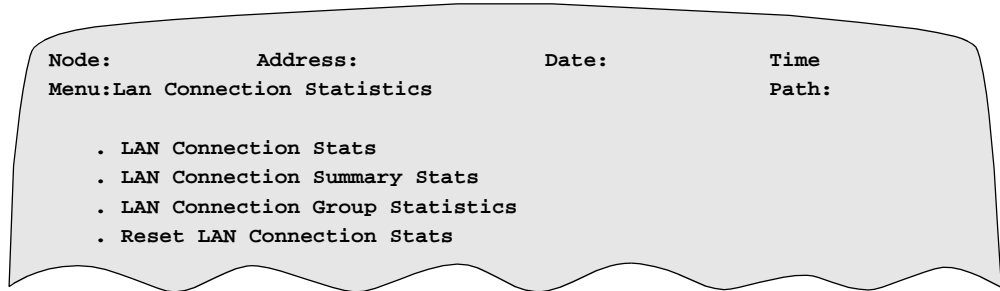 Node: Address: Date: Time
Menu:Lan Connection Statistics Path:
. LAN Connection Stats
. LAN Connection Summary Stats
. LAN Connection Group Statistics
. Reset LAN Connection Stats